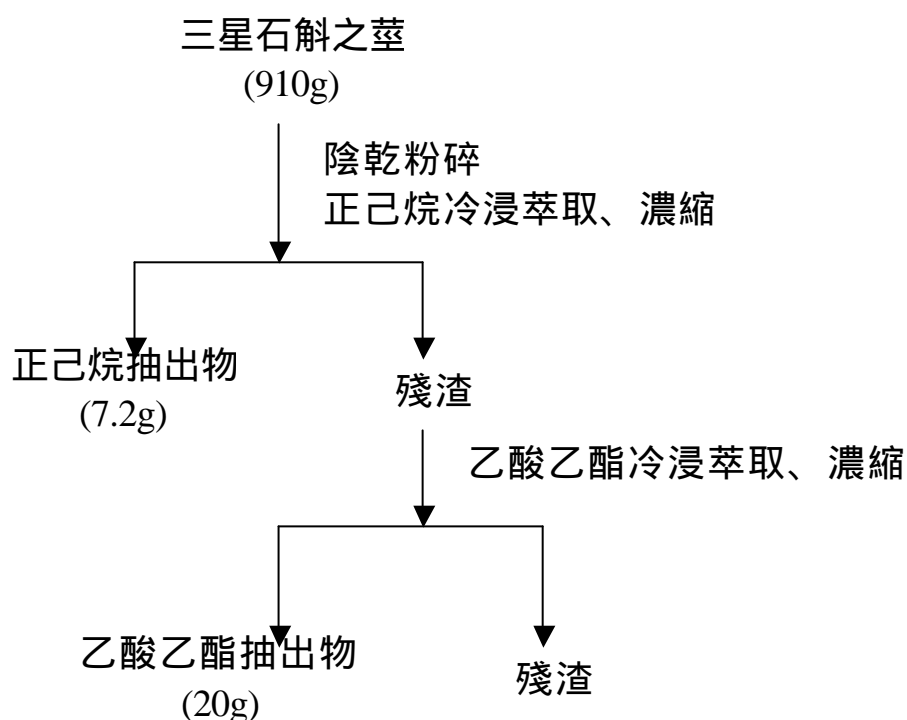 三星石斛之莖
(910g)
陰乾粉碎
正己烷冷浸萃取、濃縮
正己烷抽出物
(7.2g)
殘渣
乙酸乙酯冷浸萃取、濃縮
乙酸乙酯抽出物
(20g)
殘渣